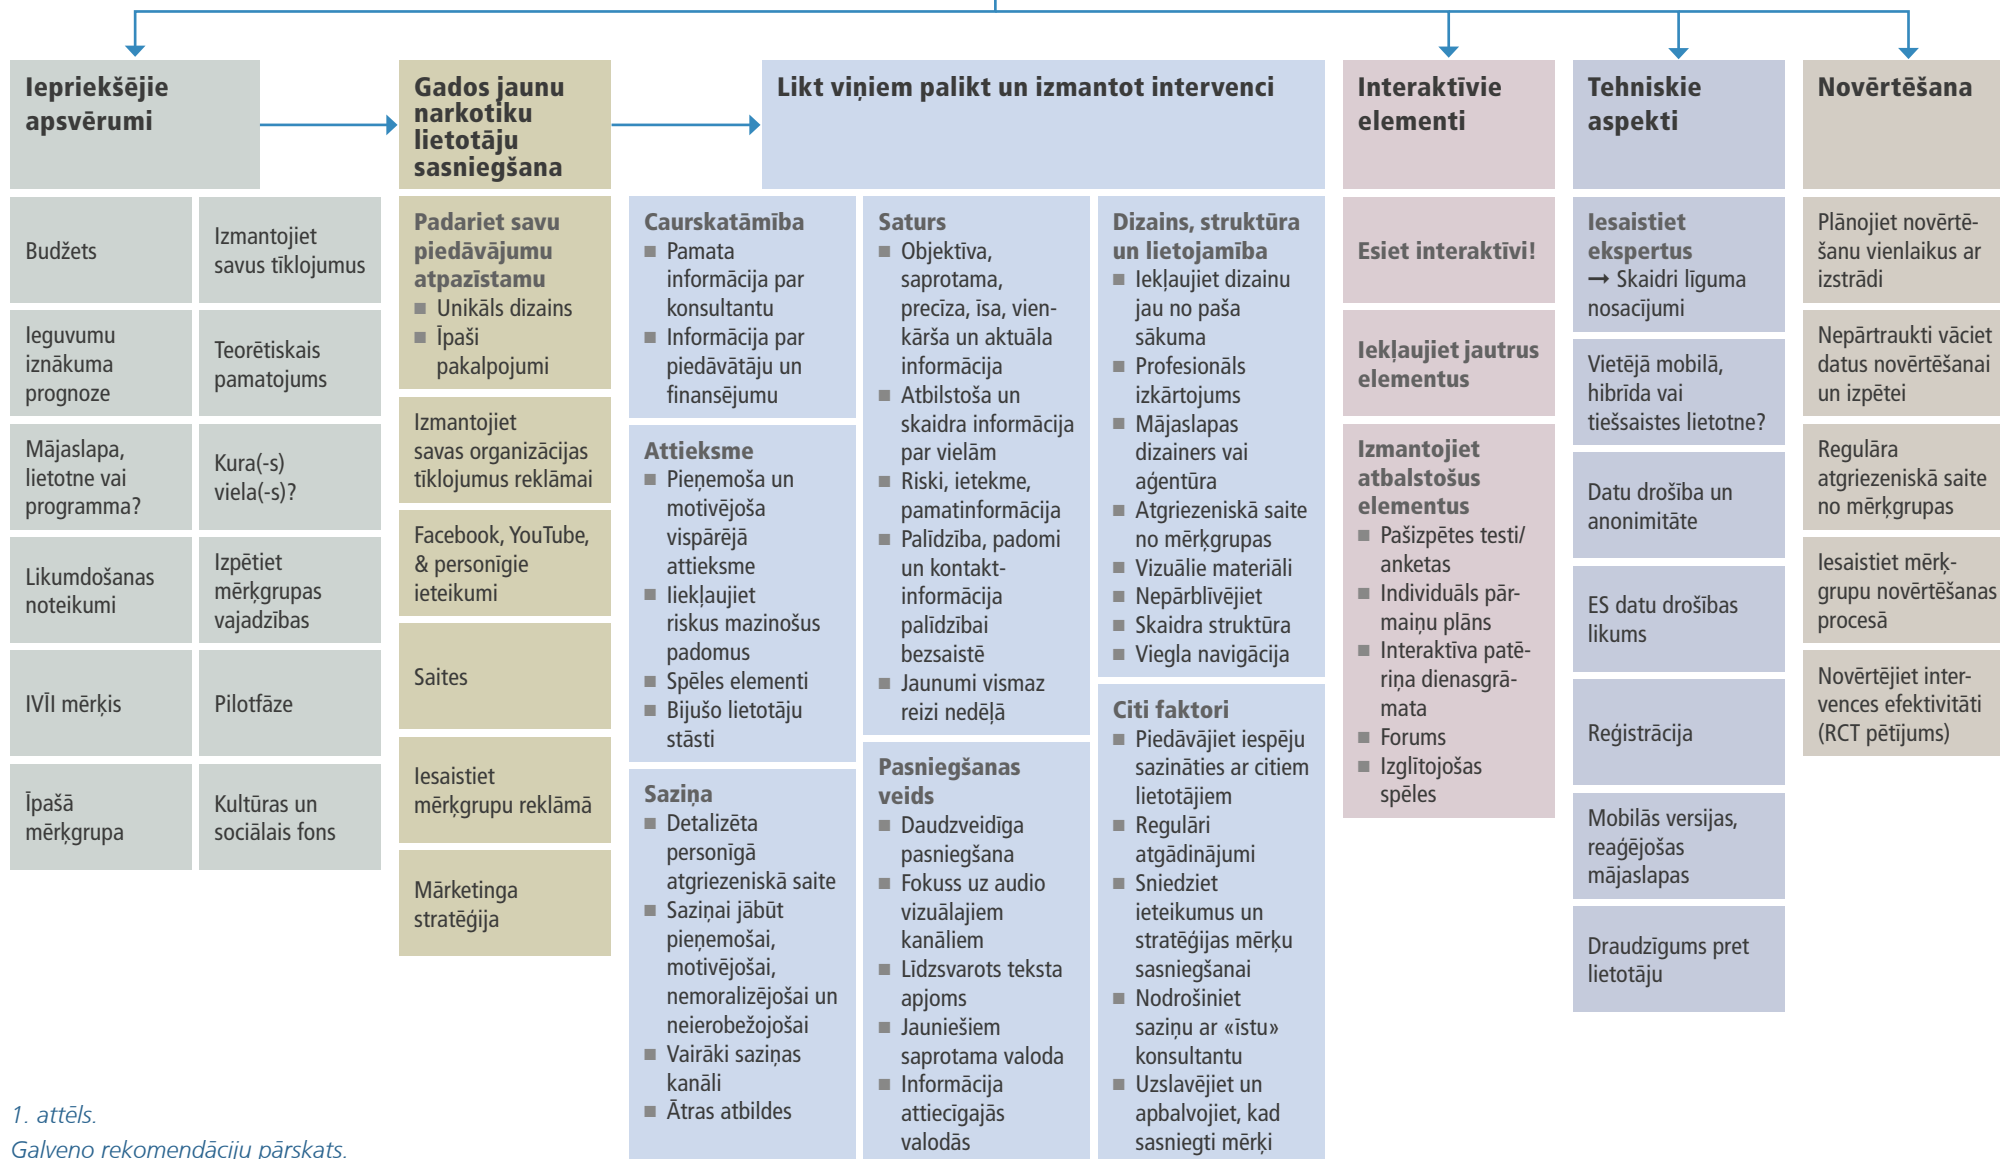 Iepriekšējie
apsvērumi
Budžets
Izmantojiet
savus tīklojumus
Ieguvumu
iznākuma
prognoze
Teorētiskais
pamatojums
Mājaslapa,
lietotne vai
programma?
Kura(-s)
viela(-s)?
Likumdošanas
noteikumi
Izpētiet
mērķgrupas
vajadzības
IVĪI mērķis
Pilotfāze
Īpašā
mērķgrupa
Kultūras un
sociālais fons
Gados jaunu
narkotiku
lietotāju
sasniegšana
Padariet savu
piedāvājumu
atpazīstamu
■ Unikāls dizains
■ Īpaši
pakalpojumi
Izmantojiet
savas organizācijas
tīklojumus reklāmai
Facebook, YouTube,
& personīgie
ieteikumi
Saites
Iesaistiet
mērķgrupu reklāmā
Mārketinga
stratēģija
Likt viņiem palikt un izmantot intervenci
Caurskatāmība
■ Pamata
informācija par
konsultantu
■ Informācija par
piedāvātāju un
finansējumu
Attieksme
■ Pieņemoša un
motivējoša
vispārējā
attieksme
■ Iiekļaujiet
riskus mazinošus
padomus
■ Spēles elementi
■ Bijušo lietotāju
stāsti
Saziņa
■ Detalizēta
personīgā
atgriezeniskā saite
■ Saziņai jābūt
pieņemošai,
motivējošai,
nemoralizējošai un
neierobežojošai
■ Vairāki saziņas
kanāli
■ Ātras atbildes
Saturs
■ Objektīva,
saprotama,
precīza, īsa, vien-
kārša un aktuāla
informācija
■ Atbilstoša un
skaidra informācija
par vielām
■ Riski, ietekme,
pamatinformācija
■ Palīdzība, padomi
un kontakt-
informācija
palīdzībai
bezsaistē
■ Jaunumi vismaz
reizi nedēļā
Pasniegšanas
veids
■ Daudzveidīga
pasniegšana
■ Fokuss uz audio
vizuālajiem
kanāliem
■ Līdzsvarots teksta
apjoms
■ Jauniešiem
saprotama valoda
■ Informācija
attiecīgajās
valodās
Dizains, struktūra
un lietojamība
■ Iekļaujiet dizainu
jau no paša
sākuma
■ Profesionāls
izkārtojums
■ Mājaslapas
dizainers vai
aģentūra
■ Atgriezeniskā saite
no mērķgrupas
■ Vizuālie materiāli
■ Nepārblīvējiet
■ Skaidra struktūra
■ Viegla navigācija
Citi faktori
■ Piedāvājiet iespēju
sazināties ar citiem
lietotājiem
■ Regulāri
atgādinājumi
■ Sniedziet
ieteikumus un
stratēģijas mērķu
sasniegšanai
■ Nodrošiniet
saziņu ar «īstu»
konsultantu
■ Uzslavējiet un
apbalvojiet, kad
sasniegti mērķi
Interaktīvie
elementi
Esiet interaktīvi!
Iekļaujiet jautrus
elementus
Izmantojiet
atbalstošus
elementus
■ Pašizpētes testi/
anketas
■ Individuāls pār-
maiņu plāns
■ Interaktīva patē-
riņa dienasgrā-
mata
■ Forums
■ Izglītojošas
spēles
Tehniskie
aspekti
Iesaistiet
ekspertus
→ Skaidri līguma
nosacījumi
Vietējā mobilā,
hibrīda vai
tiešsaistes lietotne?
Datu drošība un
anonimitāte
ES datu drošības
likums
Reģistrācija
Mobilās versijas,
reaģējošas
mājaslapas
Draudzīgums pret
lietotāju
Novērtēšana
Plānojiet novērtē-
šanu vienlaikus ar
izstrādi
Nepārtraukti vāciet
datus novērtēšanai
un izpētei
Regulāra
atgriezeniskā saite
no mērķgrupas
Iesaistiet mērķ-
grupu novērtēšanas
procesā
Novērtējiet inter-
vences efektivitāti
(RCT pētījums)
1. attēls.
Galveno rekomendāciju pārskats.